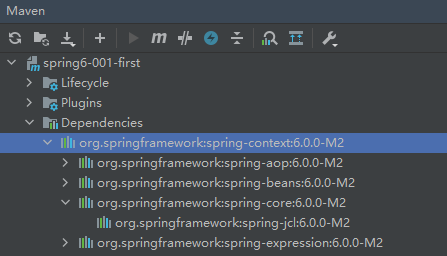 Maven
m
spring6-001-first
Lifecycle
Plugins
Dependencies
org.springframework:spring-context:6.0.0-M2
org.springframework:spring-aop:6.0.0-M2
org.springframework:spring-beans:6.0.0-M2
org.springframework:spring-core:6.0.0-M2
org.springframework:spring-jcl:6.0.0-M2
org.springframework:spring-expression:6.0.0-M2